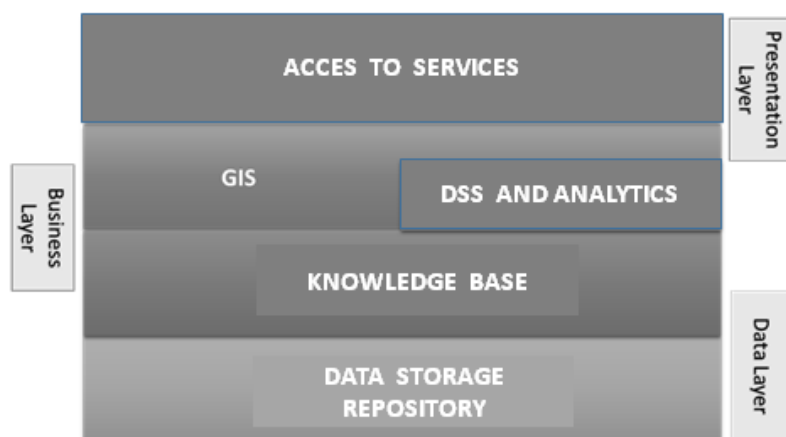 ACCES TO SERVICES
Presentation
Layer
GIS
DSS AND ANALYTICS
Business
Layer
KNOWLEDGE BASE
Data Layer
DATA STORAGE
REPOSITORY